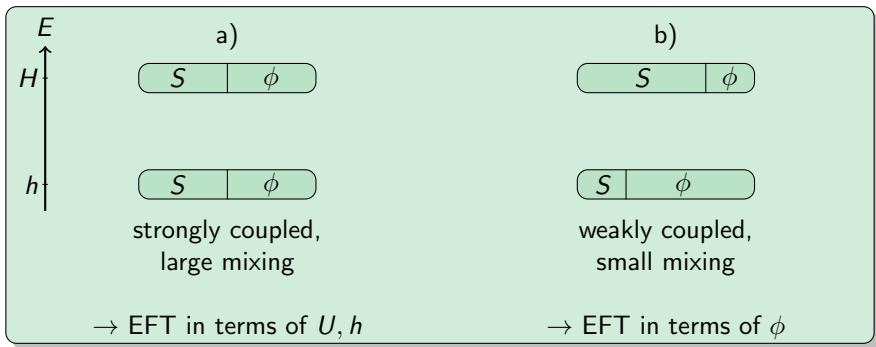 E
a)
b)
H
S ϕ
S ϕ
h
S ϕ
S ϕ
strongly coupled,
large mixing
weakly coupled,
small mixing
→ EFT in terms of U, h
→ EFT in terms of ϕ